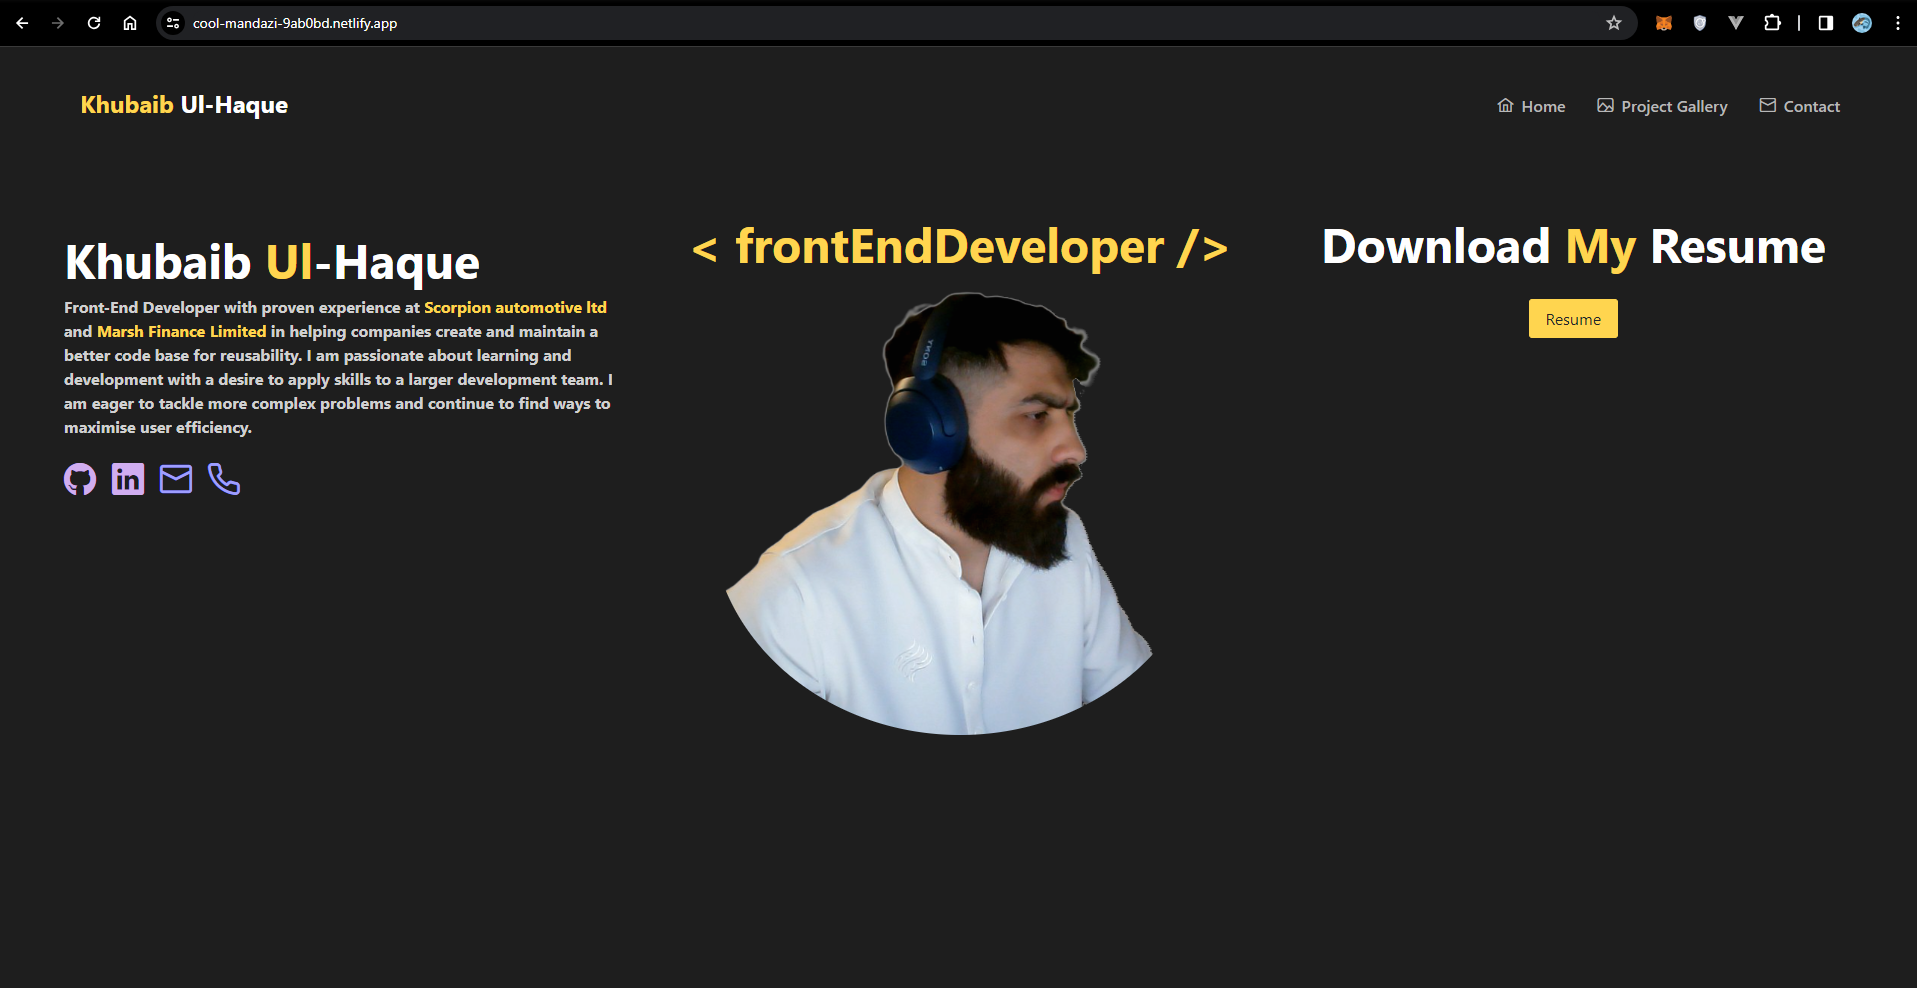 cool-mandazi-9ab0bd.netlify.app
Khubaib Ul-Haque
Home
Project Gallery
Contact
Khubaib Ul-Haque
Front-End Developer with proven experience at Scorpion automotive ltd
and Marsh Finance Limited in helping companies create and maintain a
better code base for reusability. I am passionate about learning and
development with a desire to apply skills to a larger development team. I
am eager to tackle more complex problems and continue to find ways to
maximise user efficiency.
in
< frontEndDeveloper />
SONY
Download My Resume
Resume